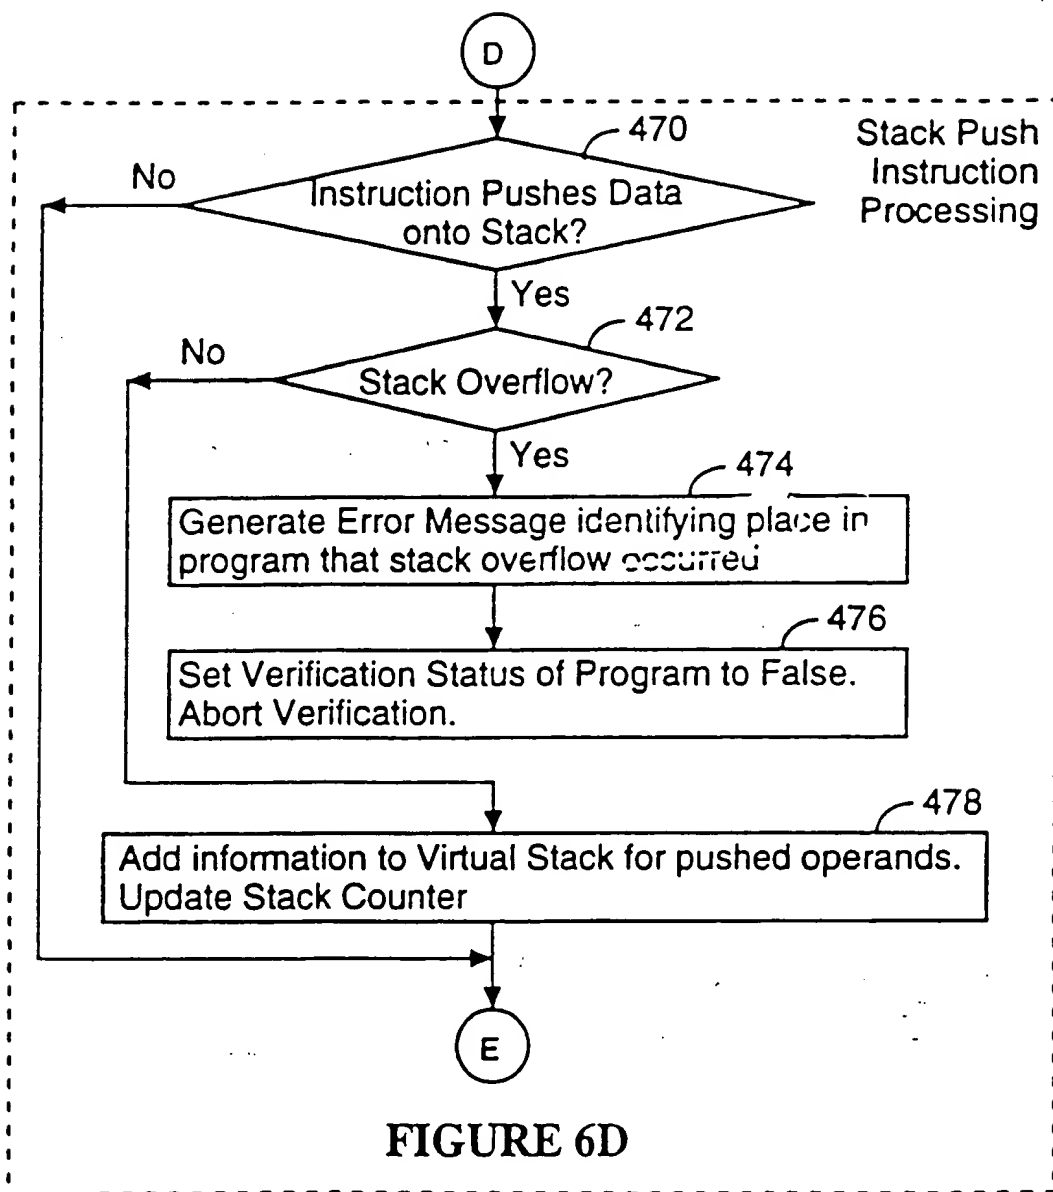 D
470
Stack Push
Instruction
Processing
No
Instruction Pushes Data
onto Stack?
Yes
472
No
Stack Overflow?
Yes
474
Generate Error Message identifying place in
program that stack overflow occurred
476
Set Verification Status of Program to False.
Abort Verification.
478
Add information to Virtual Stack for pushed operands.
Update Stack Counter
E
FIGURE 6D